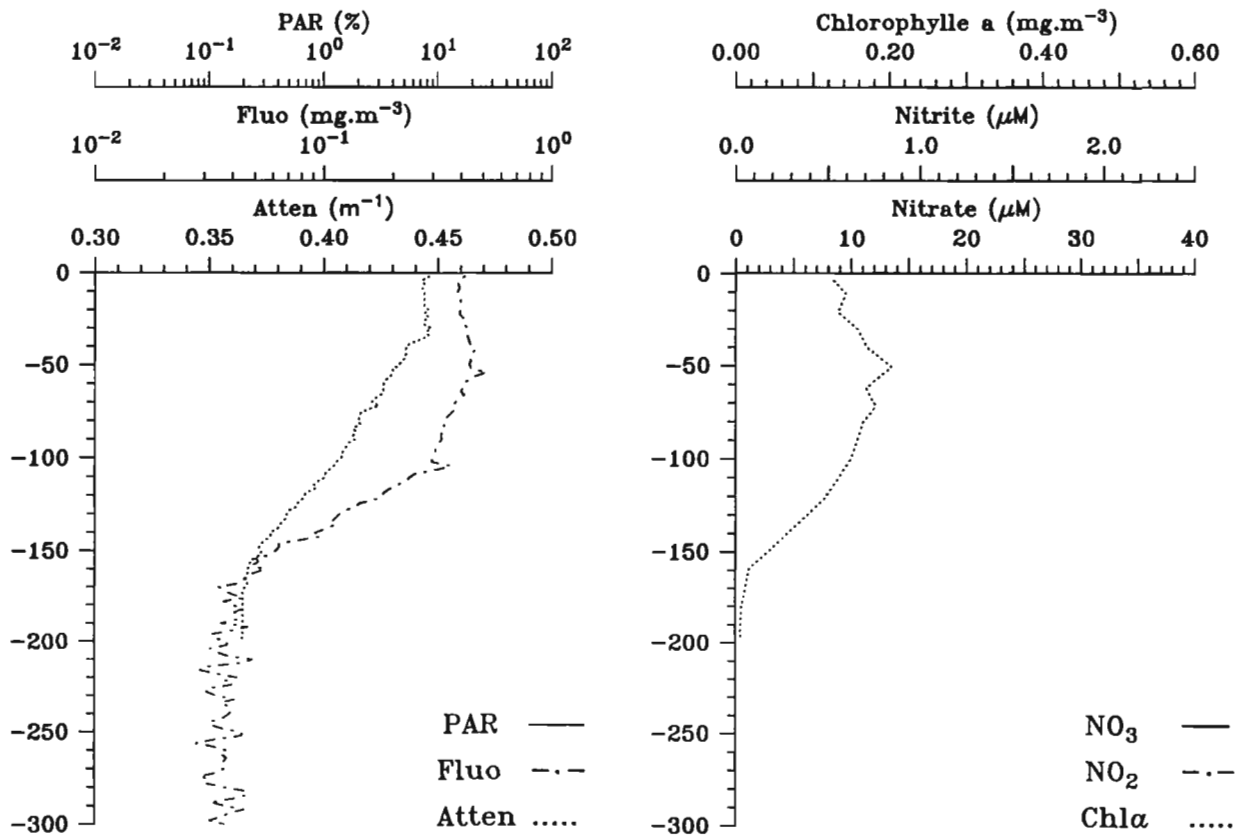 PAR (%)
10⁻² 10⁻¹ 10⁰ 10¹ 10²
Fluo (mg.m⁻³)
10⁻² 10⁻¹ 10⁰
Atten (m⁻¹)
0.30 0.35 0.40 0.45 0.50
0
−50
−100
−150
−200
−250
−300
PAR
Fluo
Atten
Chlorophylle a (mg.m⁻³)
0.00 0.20 0.40 0.60
Nitrite (μM)
0.0 1.0 2.0
Nitrate (μM)
0 10 20 30 40
0
−50
−100
−150
−200
−250
−300
NO₃
NO₂
Chlα